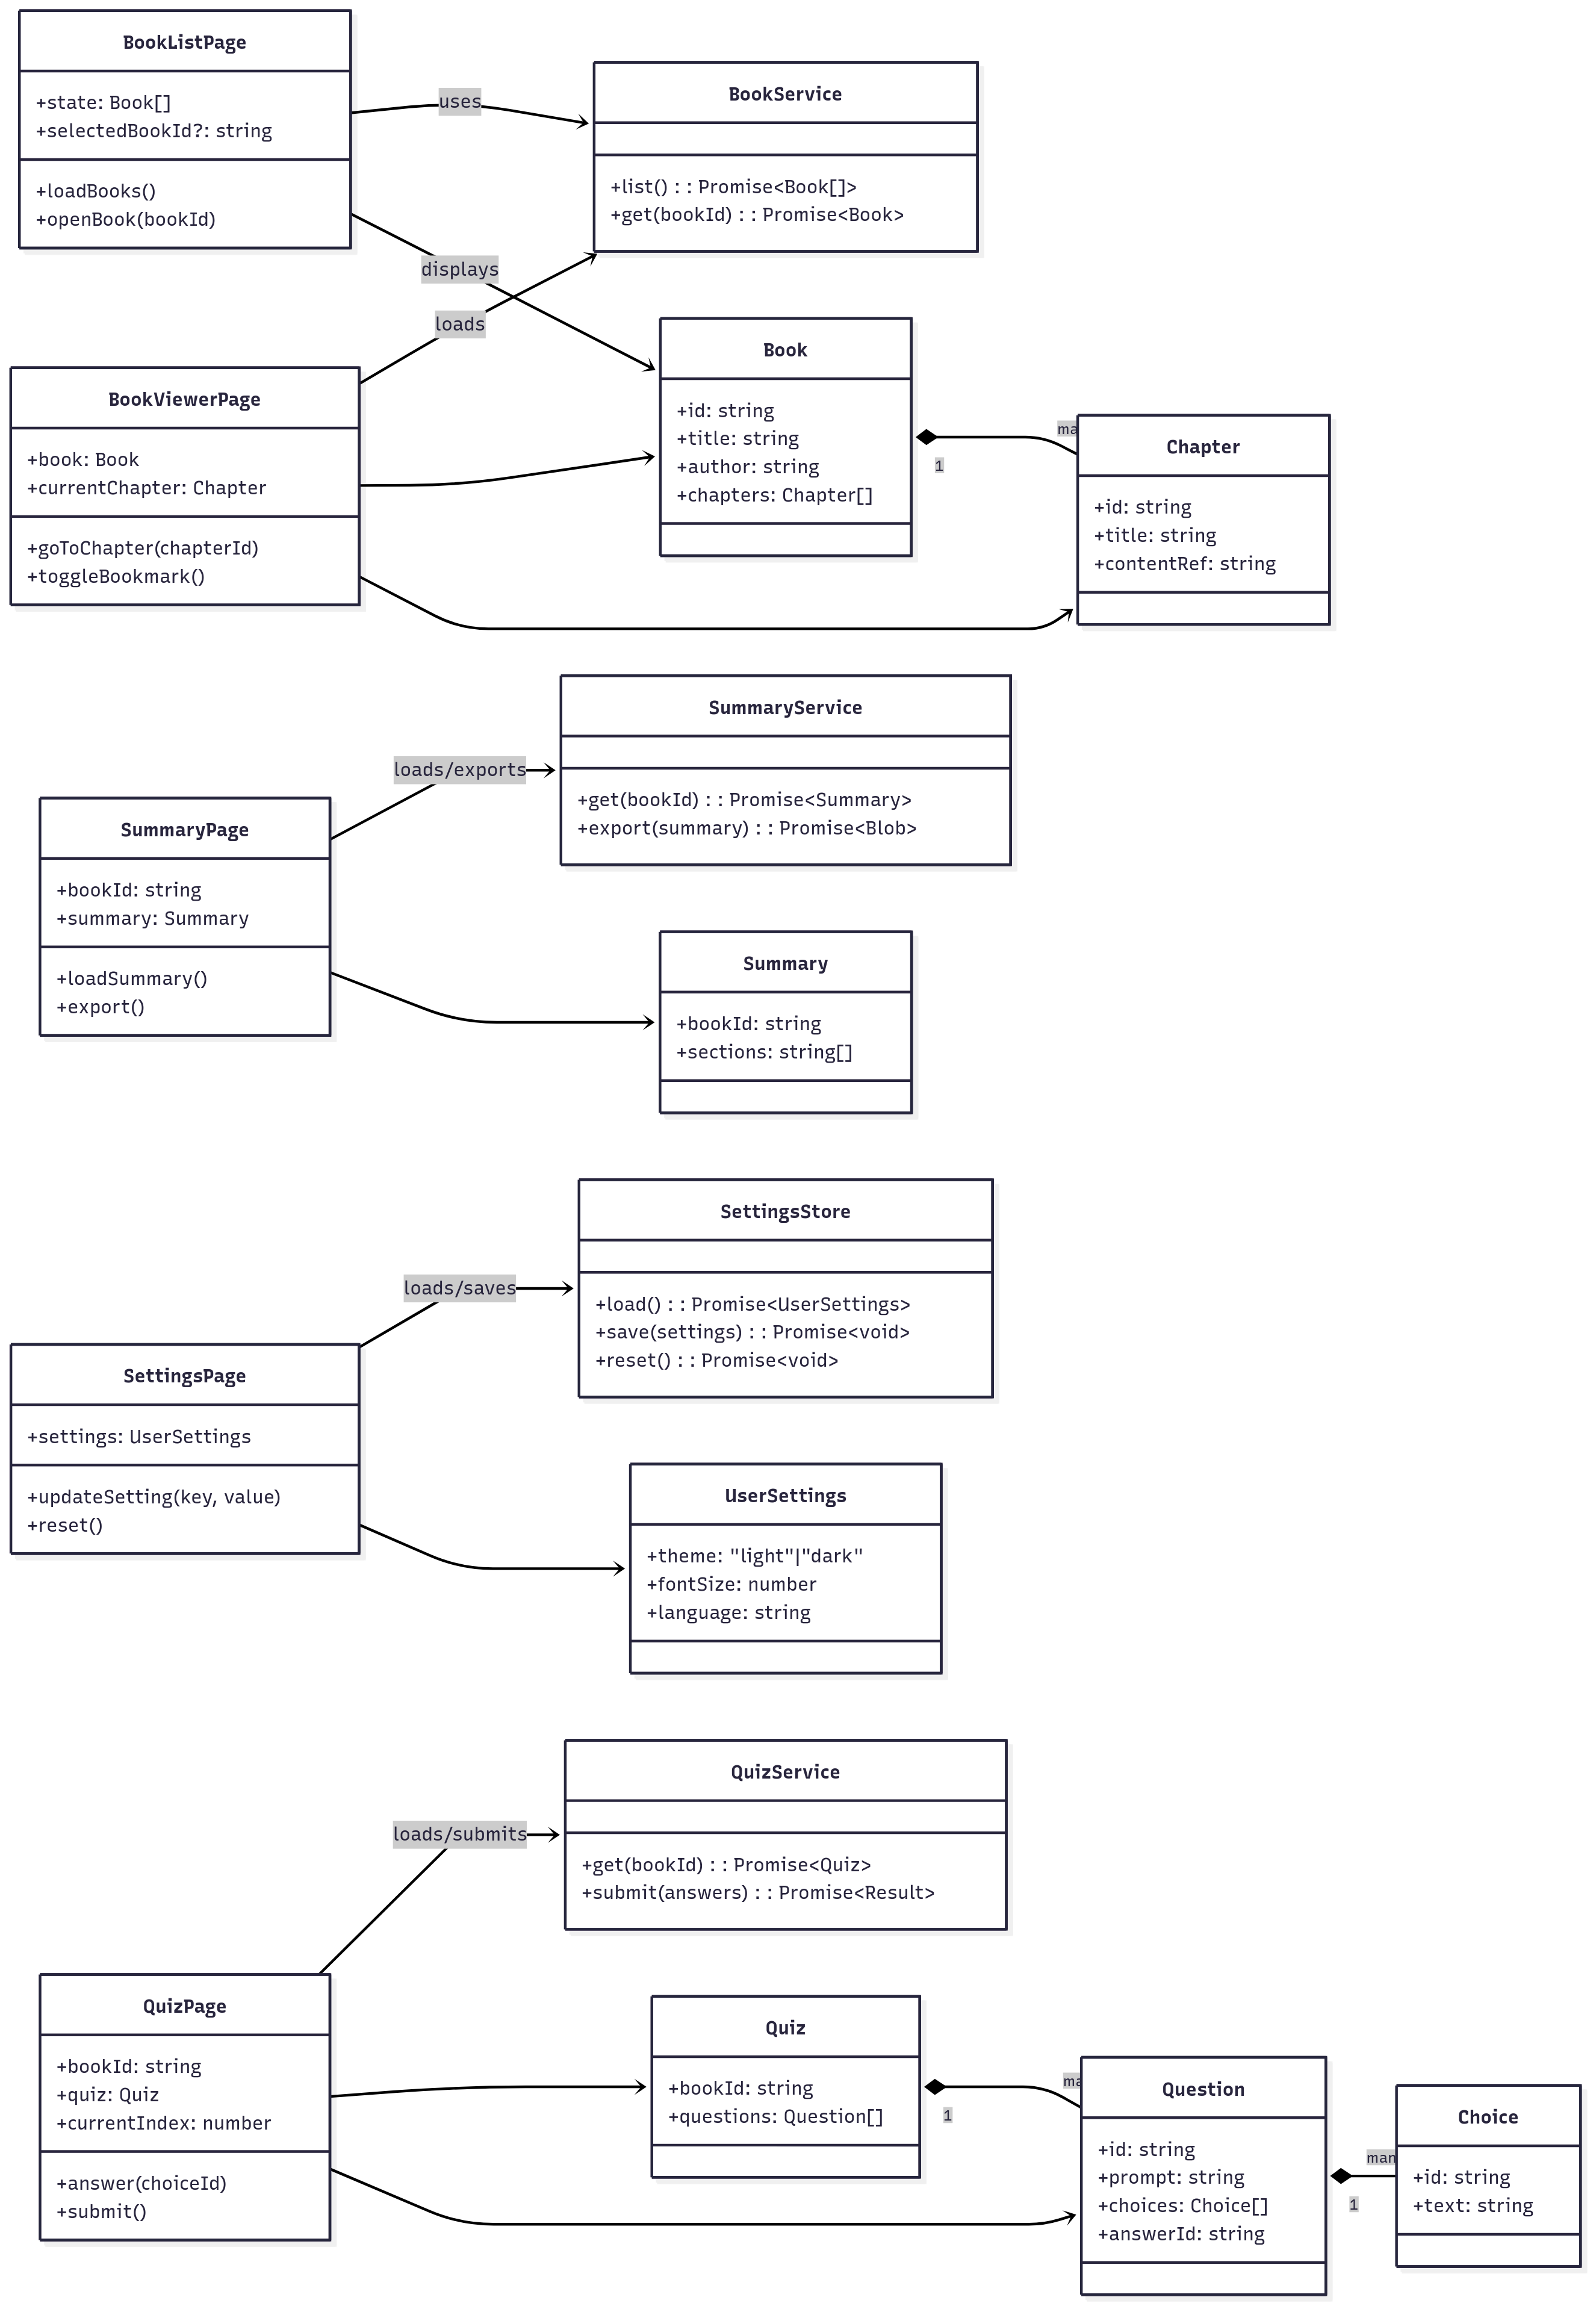 BookListPage
+state: Book[]
+selectedBookId?: string
+loadBooks()
+openBook(bookId)
uses
BookService
+list() : : Promise<Book[]>
+get(bookId) : : Promise<Book>
displays
loads
BookViewerPage
+book: Book
+currentChapter: Chapter
+goToChapter(chapterId)
+toggleBookmark()
Book
+id: string
+title: string
+author: string
+chapters: Chapter[]
1
ma
Chapter
+id: string
+title: string
+contentRef: string
SummaryService
+get(bookId) : : Promise<Summary>
+export(summary) : : Promise<Blob>
loads/exports
SummaryPage
+bookId: string
+summary: Summary
+loadSummary()
+export()
Summary
+bookId: string
+sections: string[]
SettingsStore
+load() : : Promise<UserSettings>
+save(settings) : : Promise<void>
+reset() : : Promise<void>
loads/saves
SettingsPage
+settings: UserSettings
+updateSetting(key, value)
+reset()
UserSettings
+theme: "light"|"dark"
+fontSize: number
+language: string
QuizService
+get(bookId) : : Promise<Quiz>
+submit(answers) : : Promise<Result>
loads/submits
QuizPage
+bookId: string
+quiz: Quiz
+currentIndex: number
+answer(choiceId)
+submit()
Quiz
+bookId: string
+questions: Question[]
1
ma
Question
+id: string
+prompt: string
+choices: Choice[]
+answerId: string
1
man
Choice
+id: string
+text: string